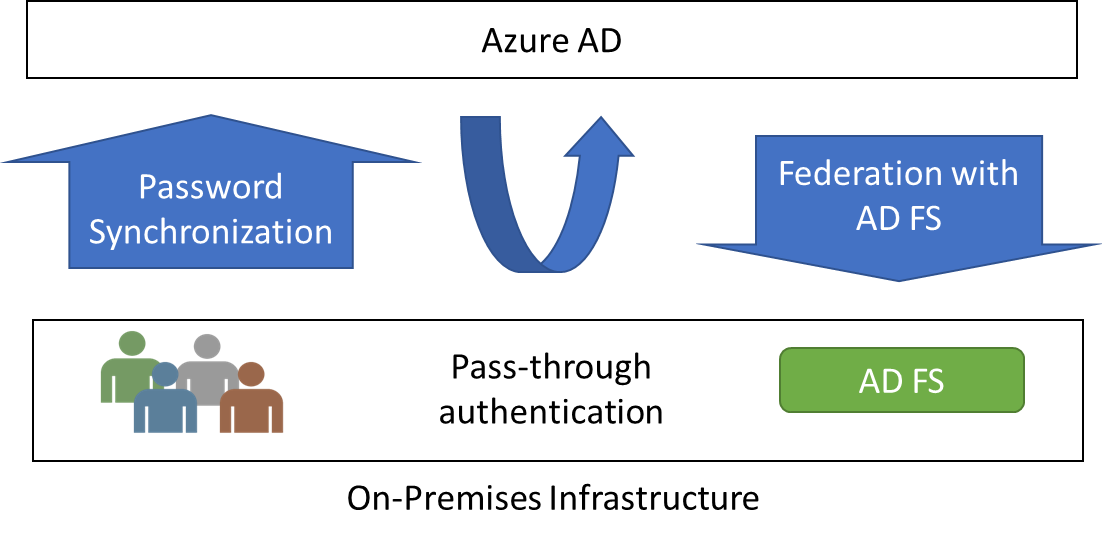 Azure AD
Password
Synchronization
Federation with
AD FS
Pass-through
authentication
AD FS
On-Premises Infrastructure